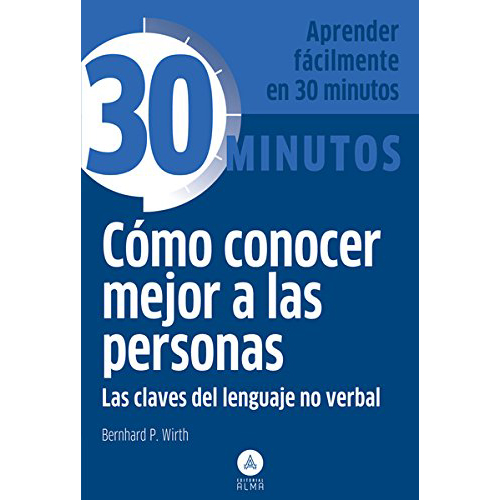 Aprender
fácilmente
en 30 minutos
30
MINUTOS
Cómo conocer
mejor a las
personas
Las claves del lenguaje no verbal
Bernhard P. Wirth
EDITORIAL
ALMA